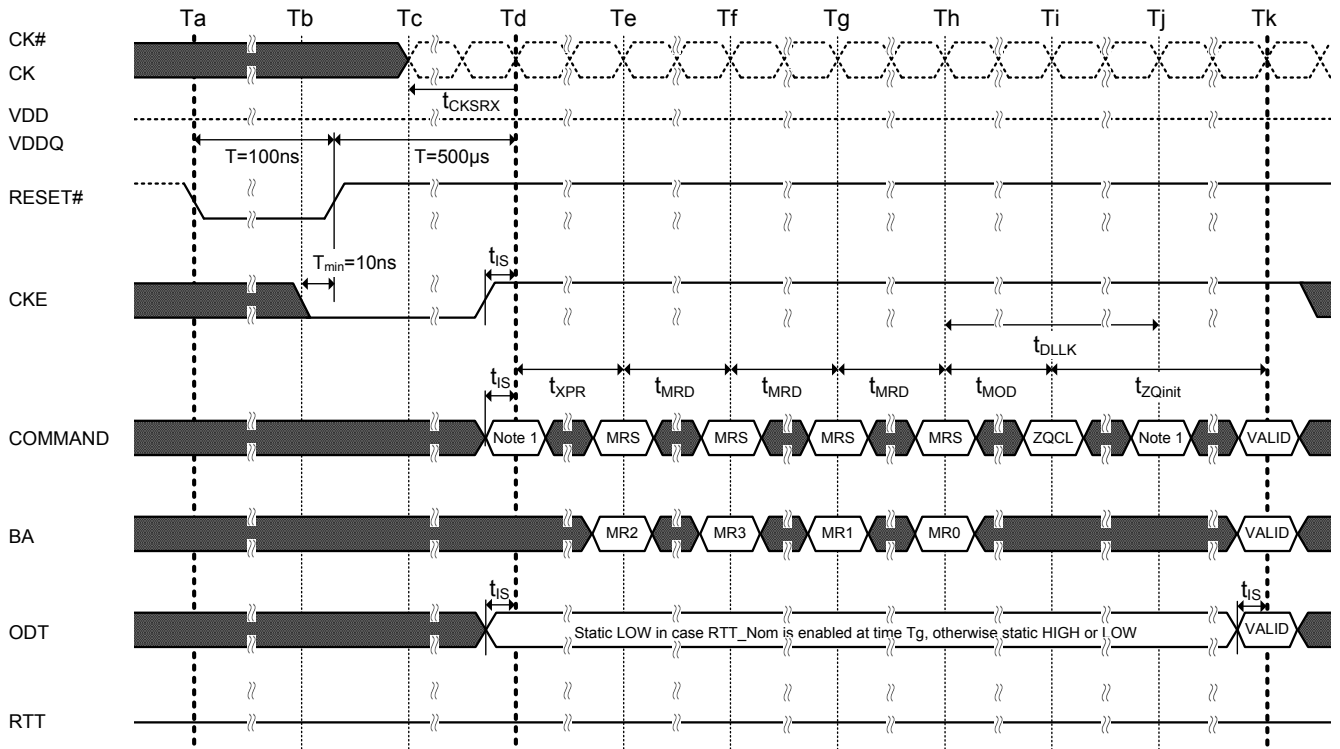 Ta Tb Tc Td Te Tf Tg Th Ti Tj Tk
CK#
CK
tCKSRX
VDD
VDDQ
T=100ns T=500µs
RESET#
Tmin=10ns tIS
CKE
tDLLK
tIS tXPR tMRD tMRD tMRD tMOD tZQinit
COMMAND Note 1 MRS MRS MRS MRS ZQCL Note 1 VALID
BA MR2 MR3 MR1 MR0 VALID
tIS tIS
ODT Static LOW in case RTT_Nom is enabled at time Tg, otherwise static HIGH or LOW VALID
RTT